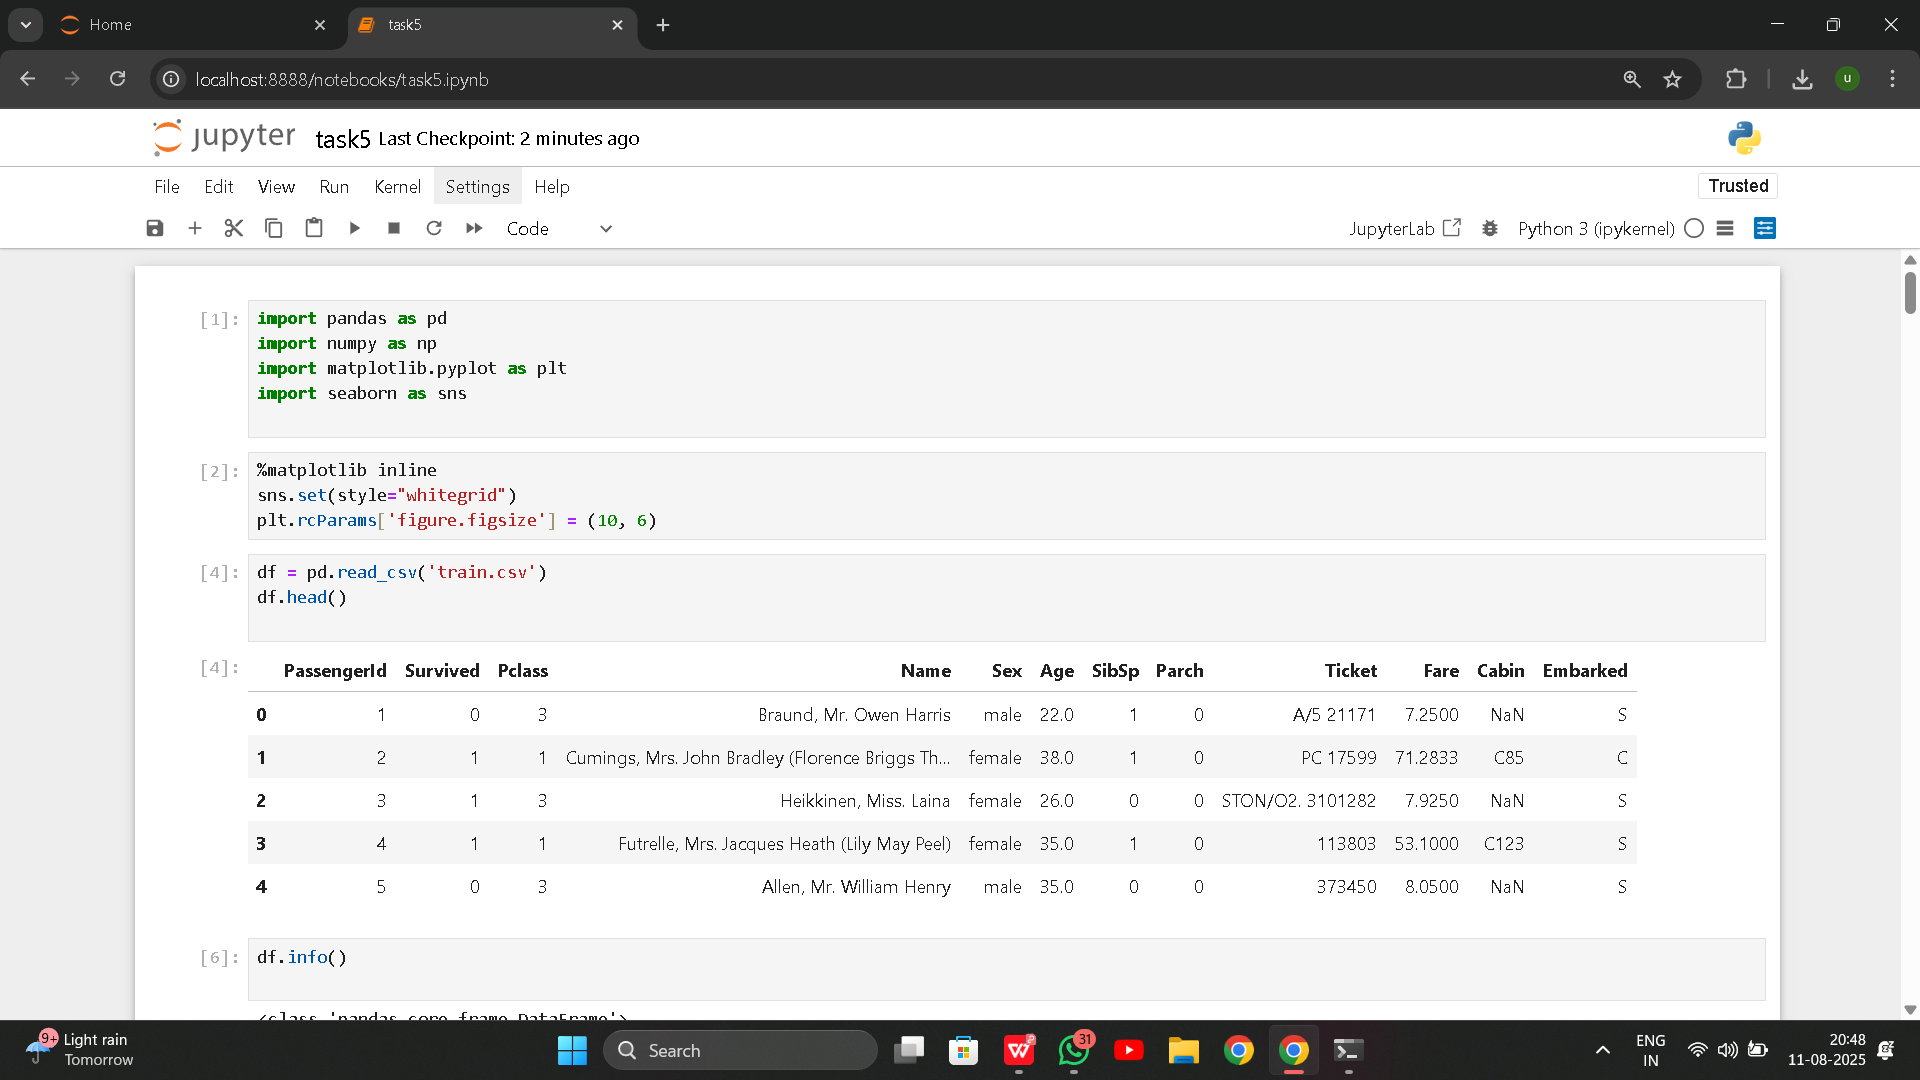 Home
task5
localhost:8888/notebooks/task5.ipynb
u
jupyter task5 Last Checkpoint: 2 minutes ago
File Edit View Run Kernel Settings Help
Trusted
Code
JupyterLab Python 3 (ipykernel)
[1]:
import pandas as pd
import numpy as np
import matplotlib.pyplot as plt
import seaborn as sns
[2]:
%matplotlib inline
sns.set(style="whitegrid")
plt.rcParams['figure.figsize'] = (10, 6)
[4]:
df = pd.read_csv('train.csv')
df.head()
[4]:
PassengerId Survived Pclass Name Sex Age SibSp Parch Ticket Fare Cabin Embarked
0 1 0 3 Braund, Mr. Owen Harris male 22.0 1 0 A/5 21171 7.2500 NaN S
1 2 1 1 Cumings, Mrs. John Bradley (Florence Briggs Th... female 38.0 1 0 PC 17599 71.2833 C85 C
2 3 1 3 Heikkinen, Miss. Laina female 26.0 0 0 STON/O2. 3101282 7.9250 NaN S
3 4 1 1 Futrelle, Mrs. Jacques Heath (Lily May Peel) female 35.0 1 0 113803 53.1000 C123 S
4 5 0 3 Allen, Mr. William Henry male 35.0 0 0 373450 8.0500 NaN S
[6]:
df.info()
<class 'pandas.core.frame.DataFrame'>
9+
Light rain
Tomorrow
Search
31
ENG
IN
20:48
11-08-2025